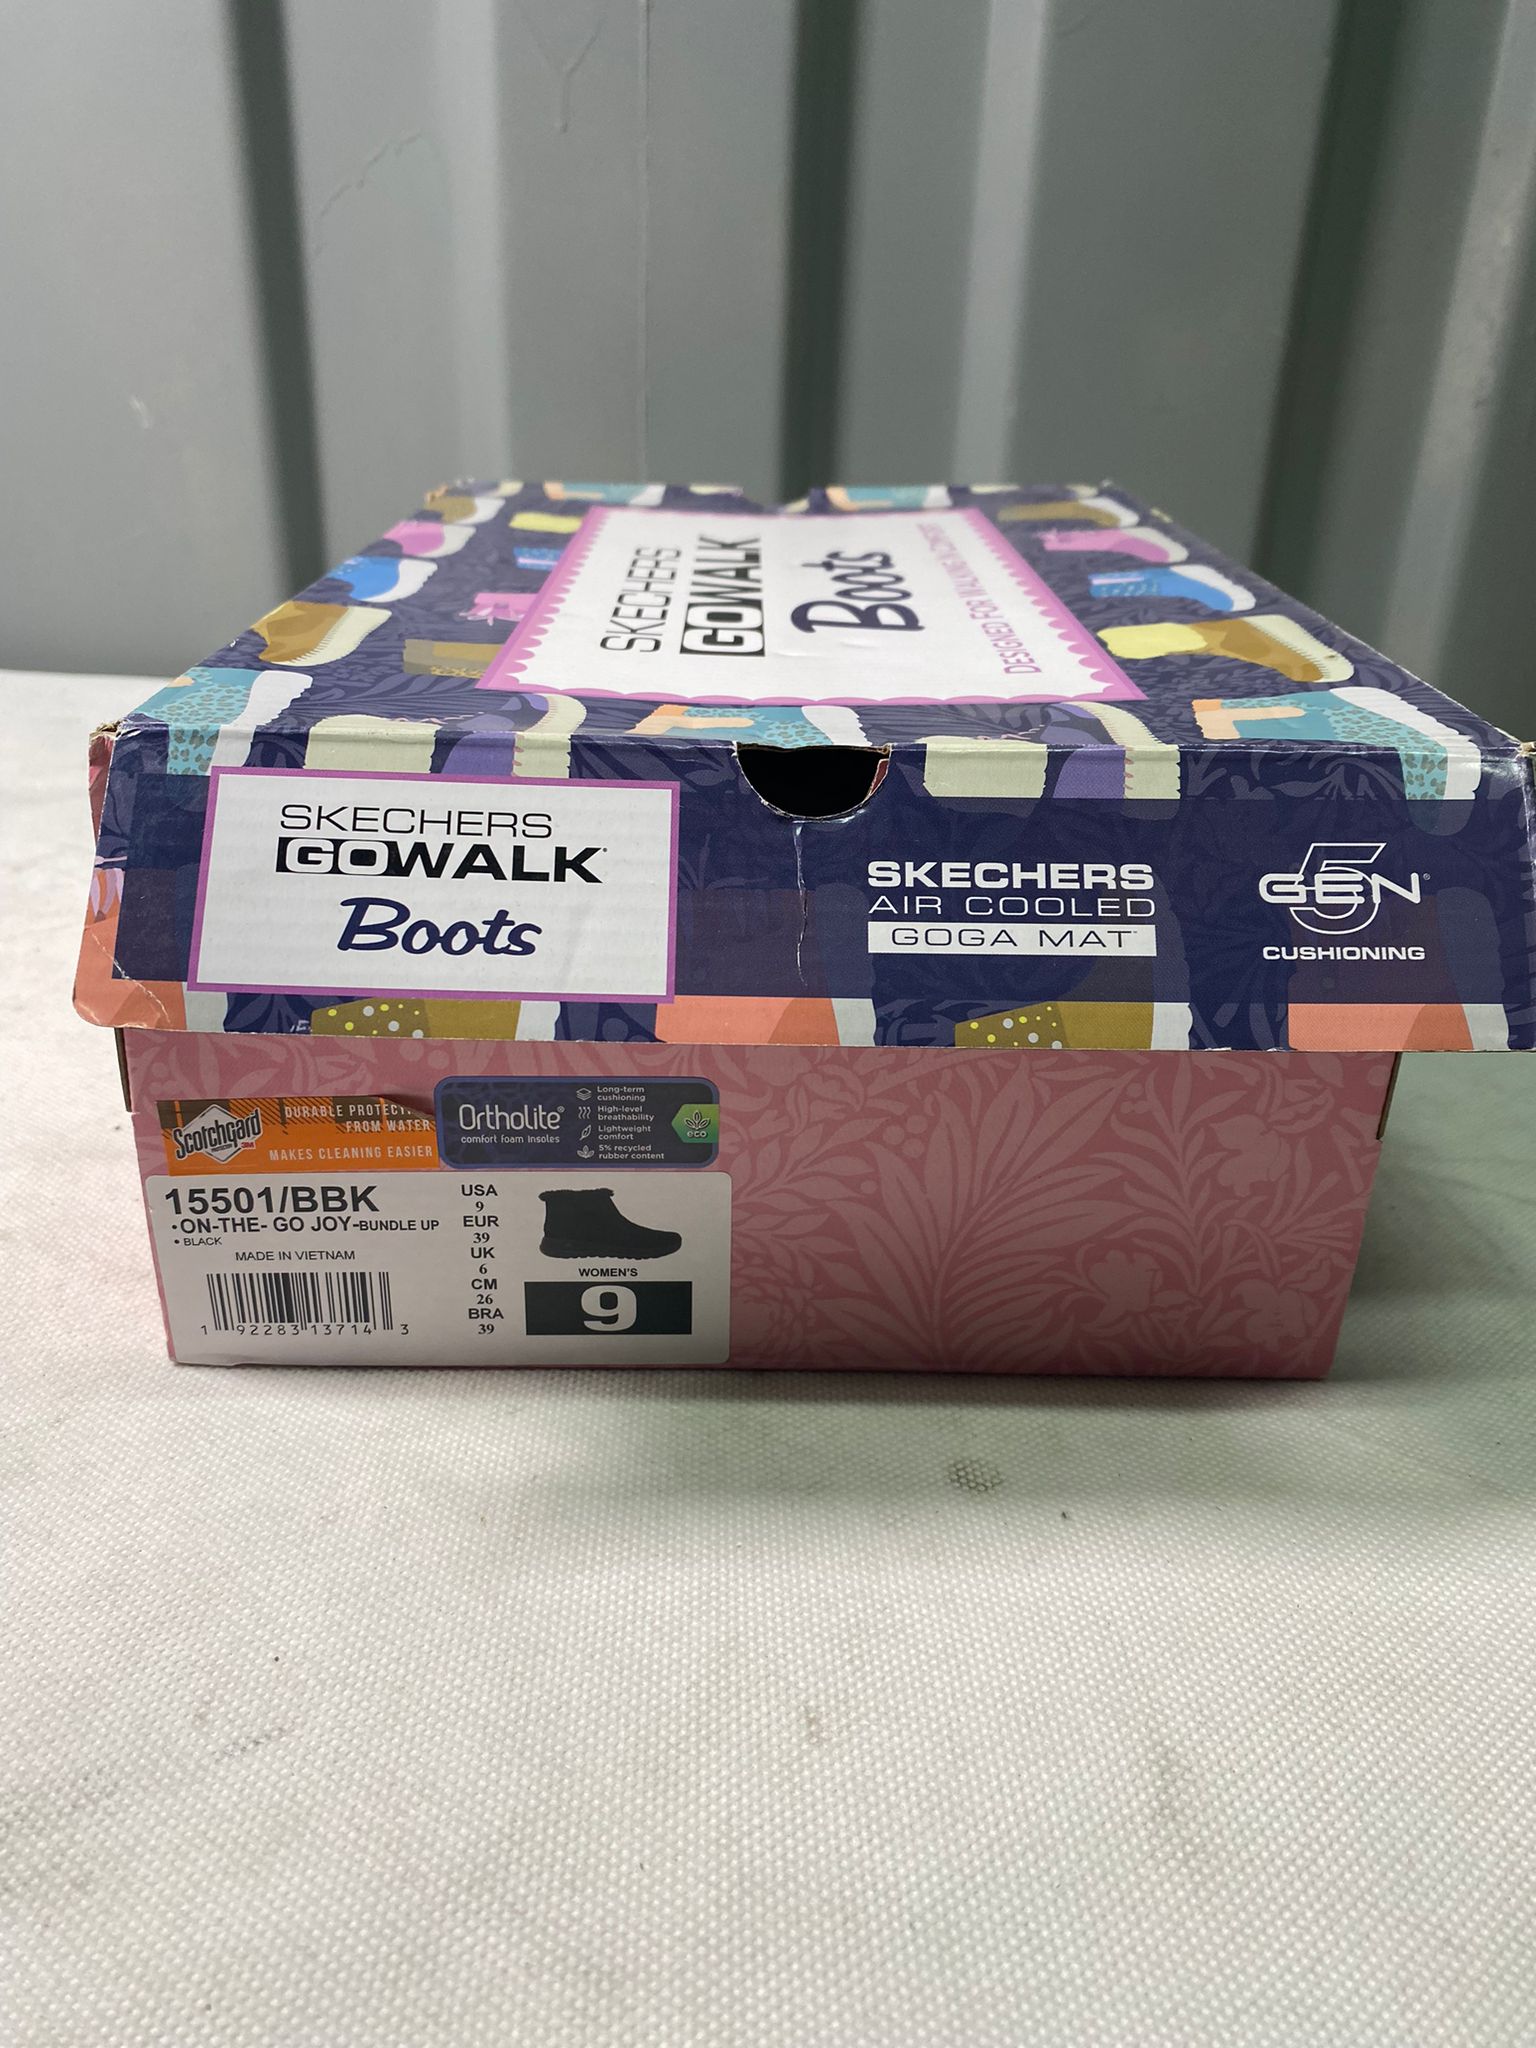 SKECHERS
GOWALK
Boots
DESIGNED FOR WALKING ACTIVITIES
SKECHERS
GOWALK®
Boots
SKECHERS
AIR COOLED
GOGA MAT™
GEN 5®
CUSHIONING
Scotchgard
3M
DURABLE PROTECTI
FROM WATER
MAKES CLEANING EASIER
Ortholite®
comfort foam insoles
Long-term
cushioning
High-level
breathability
Lightweight
comfort
5% recycled
rubber content
eco
15501/BBK
•ON-THE- GO JOY-BUNDLE UP
• BLACK
MADE IN VIETNAM
1 92283 13714 3
USA
9
EUR
39
UK
6
CM
26
BRA
39
WOMEN'S
9